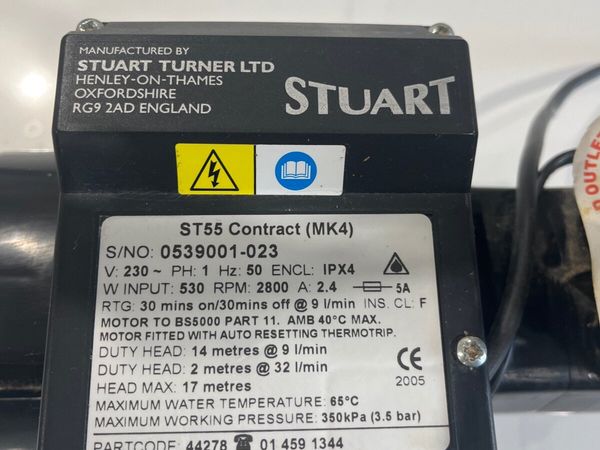 MANUFACTURED BY
STUART TURNER LTD
HENLEY-ON-THAMES
OXFORDSHIRE
RG9 2AD ENGLAND
STUART
ST55 Contract (MK4)
S/NO: 0539001-023
V: 230 ~ PH: 1 Hz: 50 ENCL: IPX4
W INPUT: 530 RPM: 2800 A: 2.4 5A
RTG: 30 mins on/30mins off @ 9 l/min INS. CL: F
MOTOR TO BS5000 PART 11. AMB 40°C MAX.
MOTOR FITTED WITH AUTO RESETTING THERMOTRIP.
DUTY HEAD: 14 metres @ 9 l/min
DUTY HEAD: 2 metres @ 32 l/min
HEAD MAX: 17 metres
CE
2005
MAXIMUM WATER TEMPERATURE: 65°C
MAXIMUM WORKING PRESSURE: 350kPa (3.5 bar)
PARTCODE: 44278 ☎ 01 459 1344
OUTLET